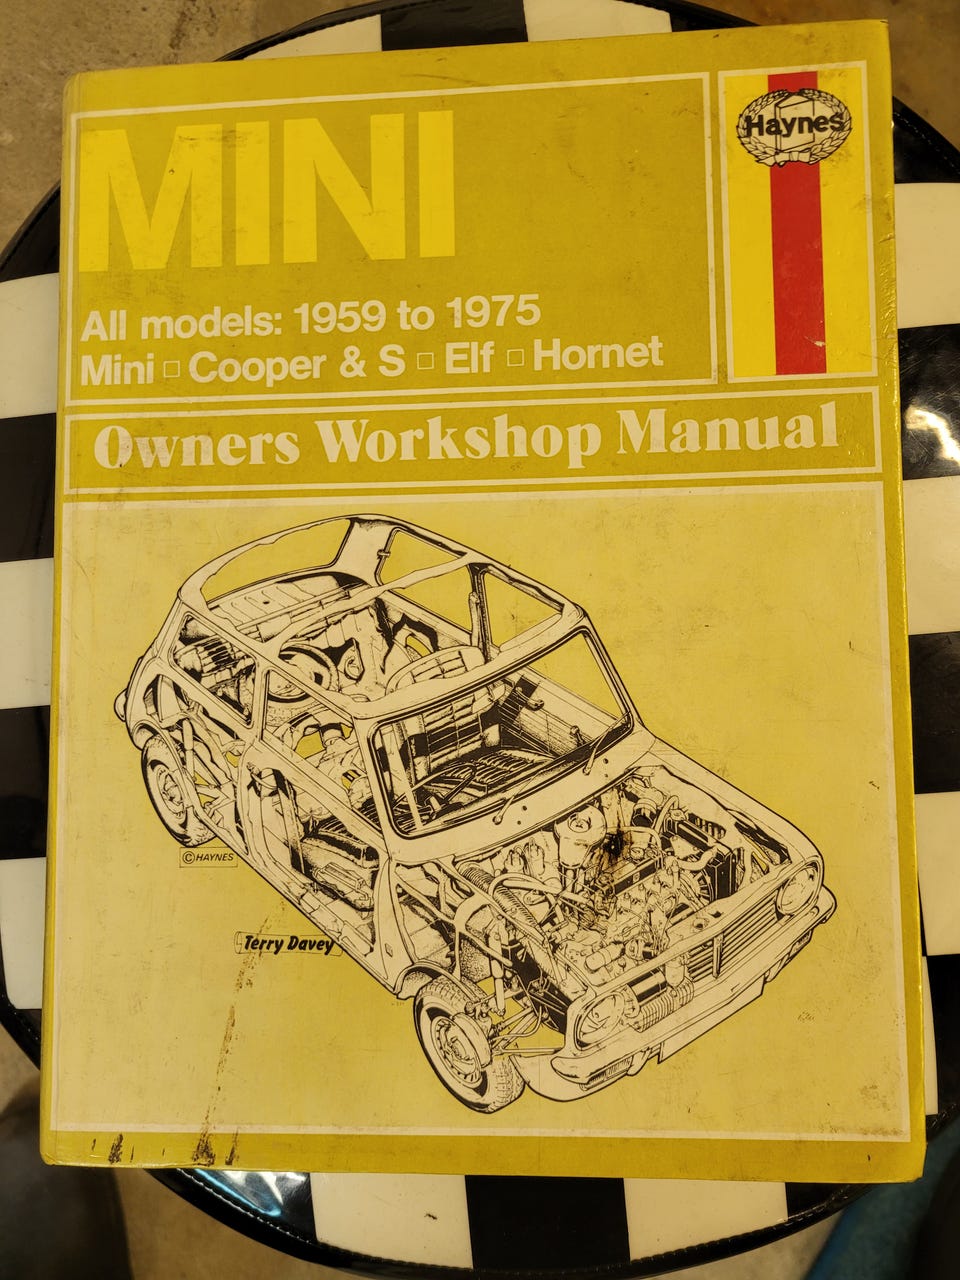 Haynes
MINI
All models: 1959 to 1975
Mini □ Cooper & S □ Elf □ Hornet
Owners Workshop Manual
© HAYNES
Terry Davey